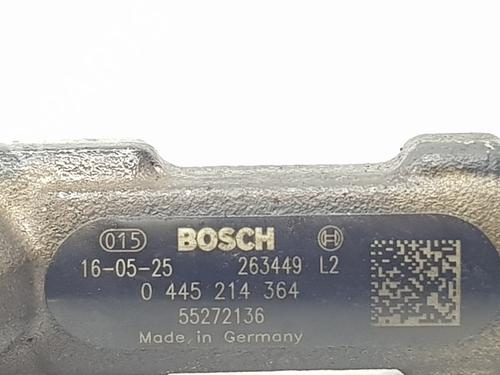 015 BOSCH
16-05-25 263449 L2
0 445 214 364
55272136
Made in Germany